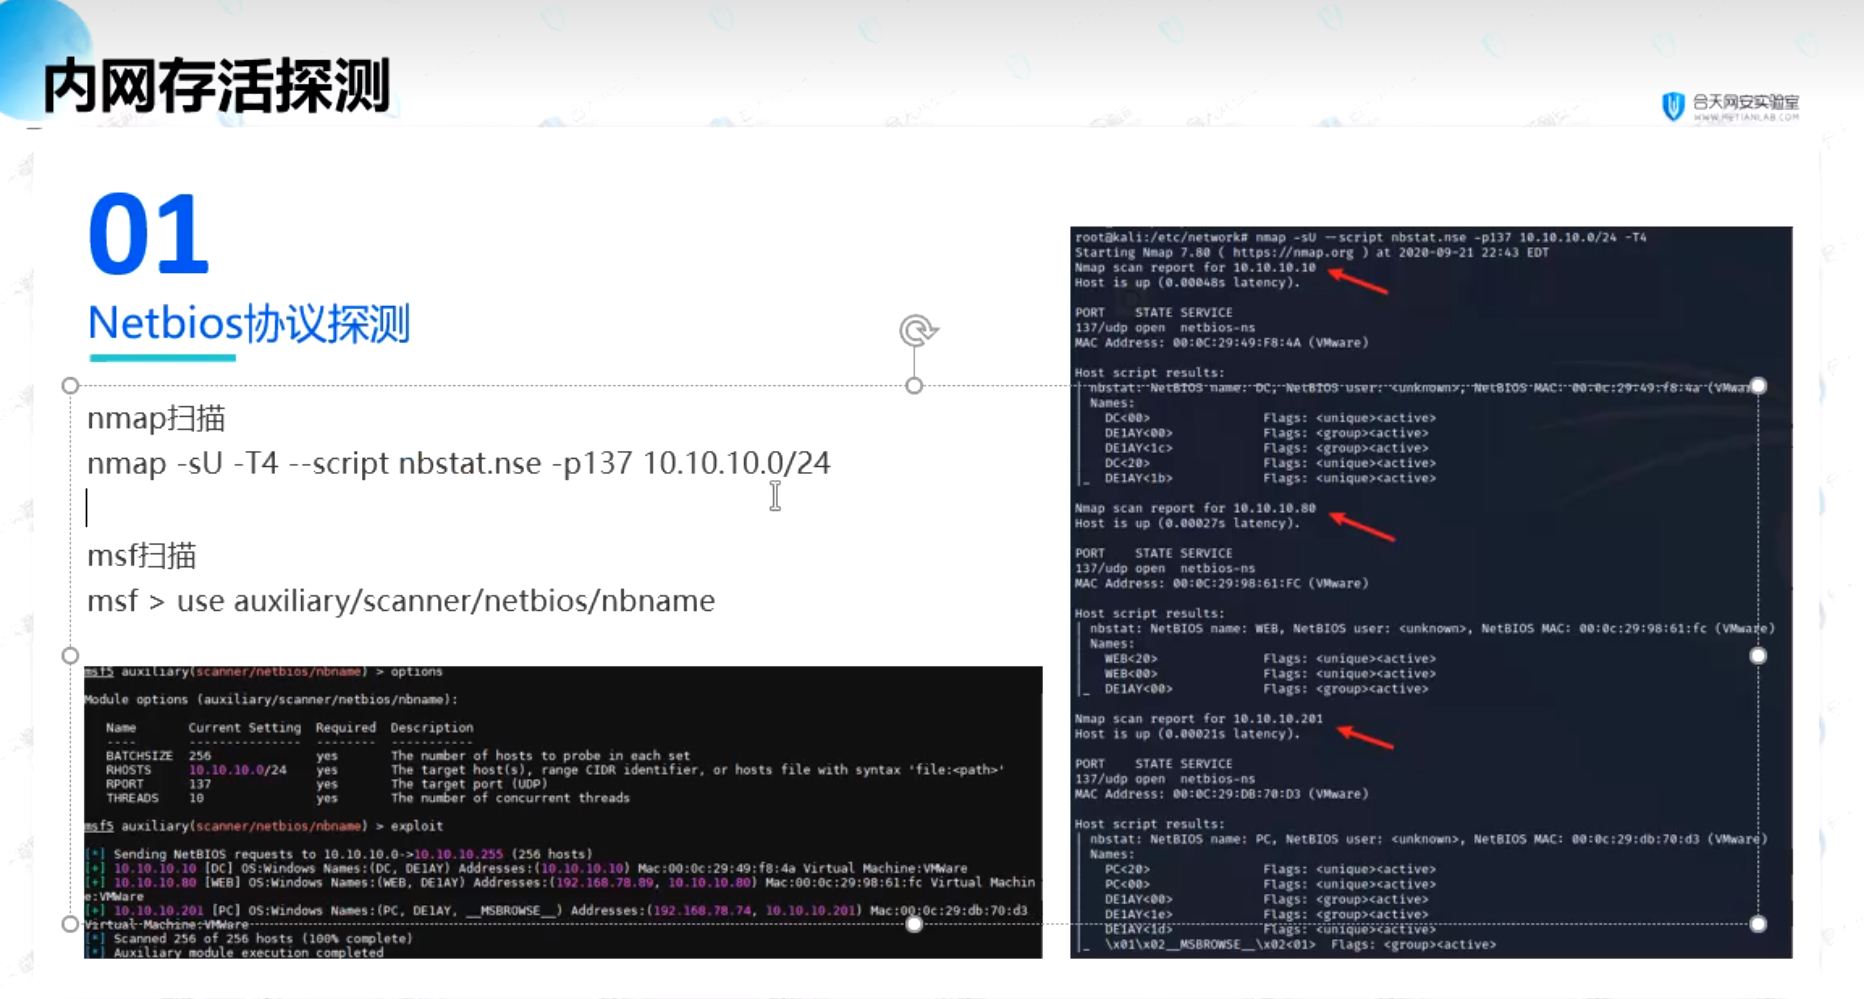 内网存活探测
合天网安实验室
WWW.HETIANLAB.COM
01
Netbios协议探测
nmap扫描
nmap -sU -T4 --script nbstat.nse -p137 10.10.10.0/24
msf扫描
msf > use auxiliary/scanner/netbios/nbname
msf5 auxiliary(scanner/netbios/nbname) > options
Module options (auxiliary/scanner/netbios/nbname):
Name Current Setting Required Description
---- --------------- -------- -----------
BATCHSIZE 256 yes The number of hosts to probe in each set
RHOSTS 10.10.10.0/24 yes The target host(s), range CIDR identifier, or hosts file with syntax 'file:<path>'
RPORT 137 yes The target port (UDP)
THREADS 10 yes The number of concurrent threads
msf5 auxiliary(scanner/netbios/nbname) > exploit
[*] Sending NetBIOS requests to 10.10.10.0->10.10.10.255 (256 hosts)
[+] 10.10.10.10 [DC] OS:Windows Names:(DC, DE1AY) Addresses:(10.10.10.10) Mac:00:0c:29:49:f8:4a Virtual Machine:VMWare
[+] 10.10.10.80 [WEB] OS:Windows Names:(WEB, DE1AY) Addresses:(192.168.78.89, 10.10.10.80) Mac:00:0c:29:98:61:fc Virtual Machin
e:VMWare
[+] 10.10.10.201 [PC] OS:Windows Names:(PC, DE1AY, __MSBROWSE__) Addresses:(192.168.78.74, 10.10.10.201) Mac:00:0c:29:db:70:d3
Virtual Machine:VMWare
[*] Scanned 256 of 256 hosts (100% complete)
[*] Auxiliary module execution completed
root@kali:/etc/network# nmap -sU --script nbstat.nse -p137 10.10.10.0/24 -T4
Starting Nmap 7.80 ( https://nmap.org ) at 2020-09-21 22:43 EDT
Nmap scan report for 10.10.10.10
Host is up (0.00048s latency).
PORT STATE SERVICE
137/udp open netbios-ns
MAC Address: 00:0C:29:49:F8:4A (VMware)
Host script results:
| nbstat: NetBIOS name: DC, NetBIOS user: <unknown>, NetBIOS MAC: 00:0c:29:49:f8:4a (VMwar
| Names:
| DC<00> Flags: <unique><active>
| DE1AY<00> Flags: <group><active>
| DE1AY<1c> Flags: <group><active>
| DC<20> Flags: <unique><active>
|_ DE1AY<1b> Flags: <unique><active>
Nmap scan report for 10.10.10.80
Host is up (0.00027s latency).
PORT STATE SERVICE
137/udp open netbios-ns
MAC Address: 00:0C:29:98:61:FC (VMware)
Host script results:
| nbstat: NetBIOS name: WEB, NetBIOS user: <unknown>, NetBIOS MAC: 00:0c:29:98:61:fc (VMware)
| Names:
| WEB<20> Flags: <unique><active>
| WEB<00> Flags: <unique><active>
|_ DE1AY<00> Flags: <group><active>
Nmap scan report for 10.10.10.201
Host is up (0.00021s latency).
PORT STATE SERVICE
137/udp open netbios-ns
MAC Address: 00:0C:29:DB:70:D3 (VMware)
Host script results:
| nbstat: NetBIOS name: PC, NetBIOS user: <unknown>, NetBIOS MAC: 00:0c:29:db:70:d3 (VMware)
| Names:
| PC<20> Flags: <unique><active>
| PC<00> Flags: <unique><active>
| DE1AY<00> Flags: <group><active>
| DE1AY<1e> Flags: <group><active>
| DE1AY<1d> Flags: <unique><active>
|_ \x01\x02__MSBROWSE__\x02<01> Flags: <group><active>